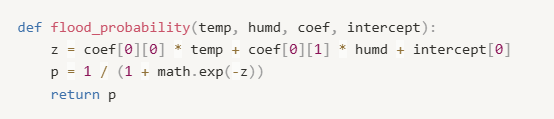 def flood_probability(temp, humd, coef, intercept):
    z = coef[0][0] * temp + coef[0][1] * humd + intercept[0]
    p = 1 / (1 + math.exp(-z))
    return p